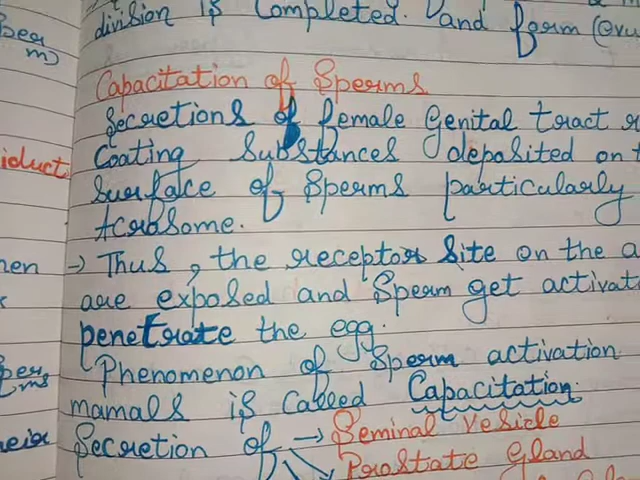 division is Completed. and form (ovu
Capacitation of Sperms
Secretions of female genital tract r
Coating Substances deposited on t
Surface of Sperms particularly
Acrosome.
→ Thus, the receptor Site on the a
are exposed and Sperm get activat
penetrate the egg.
Phenomenon of Sperm activation
mamals is Called Capacitation.
Secretion of → Seminal vesicle
Prostate Gland